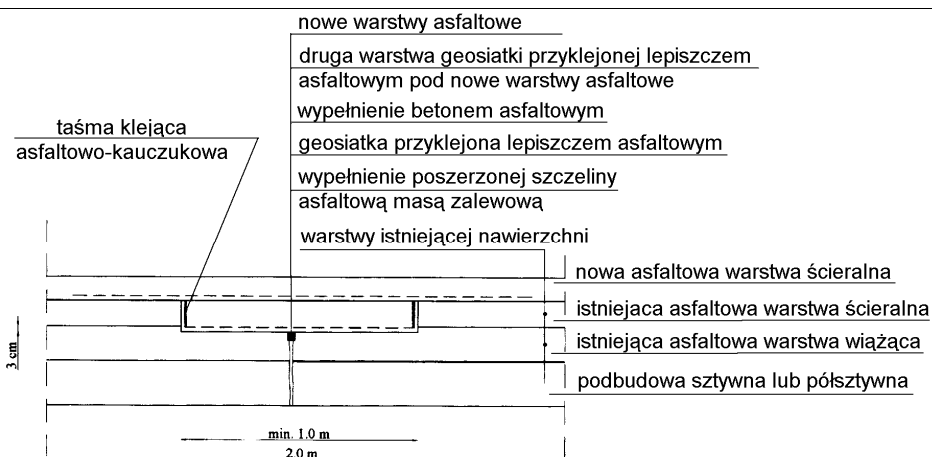 nowe warstwy asfaltowe
druga warstwa geosiatki przyklejonej lepiszczem
asfaltowym pod nowe warstwy asfaltowe
wypełnienie betonem asfaltowym
taśma klejąca
asfaltowo-kauczukowa
geosiatka przyklejona lepiszczem asfaltowym
wypełnienie poszerzonej szczeliny
asfaltową masą zalewową
warstwy istniejącej nawierzchni
nowa asfaltowa warstwa ścieralna
istniejaca asfaltowa warstwa ścieralna
istniejąca asfaltowa warstwa wiążąca
podbudowa sztywna lub półsztywna
3 cm
min. 1.0 m
2.0 m